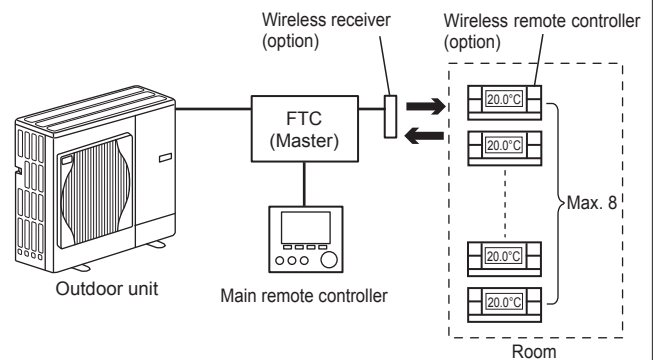 Wireless receiver
(option)
Wireless remote controller
(option)
FTC
(Master)
20.0°C
20.0°C
Max. 8
20.0°C
20.0°C
Outdoor unit
Main remote controller
Room